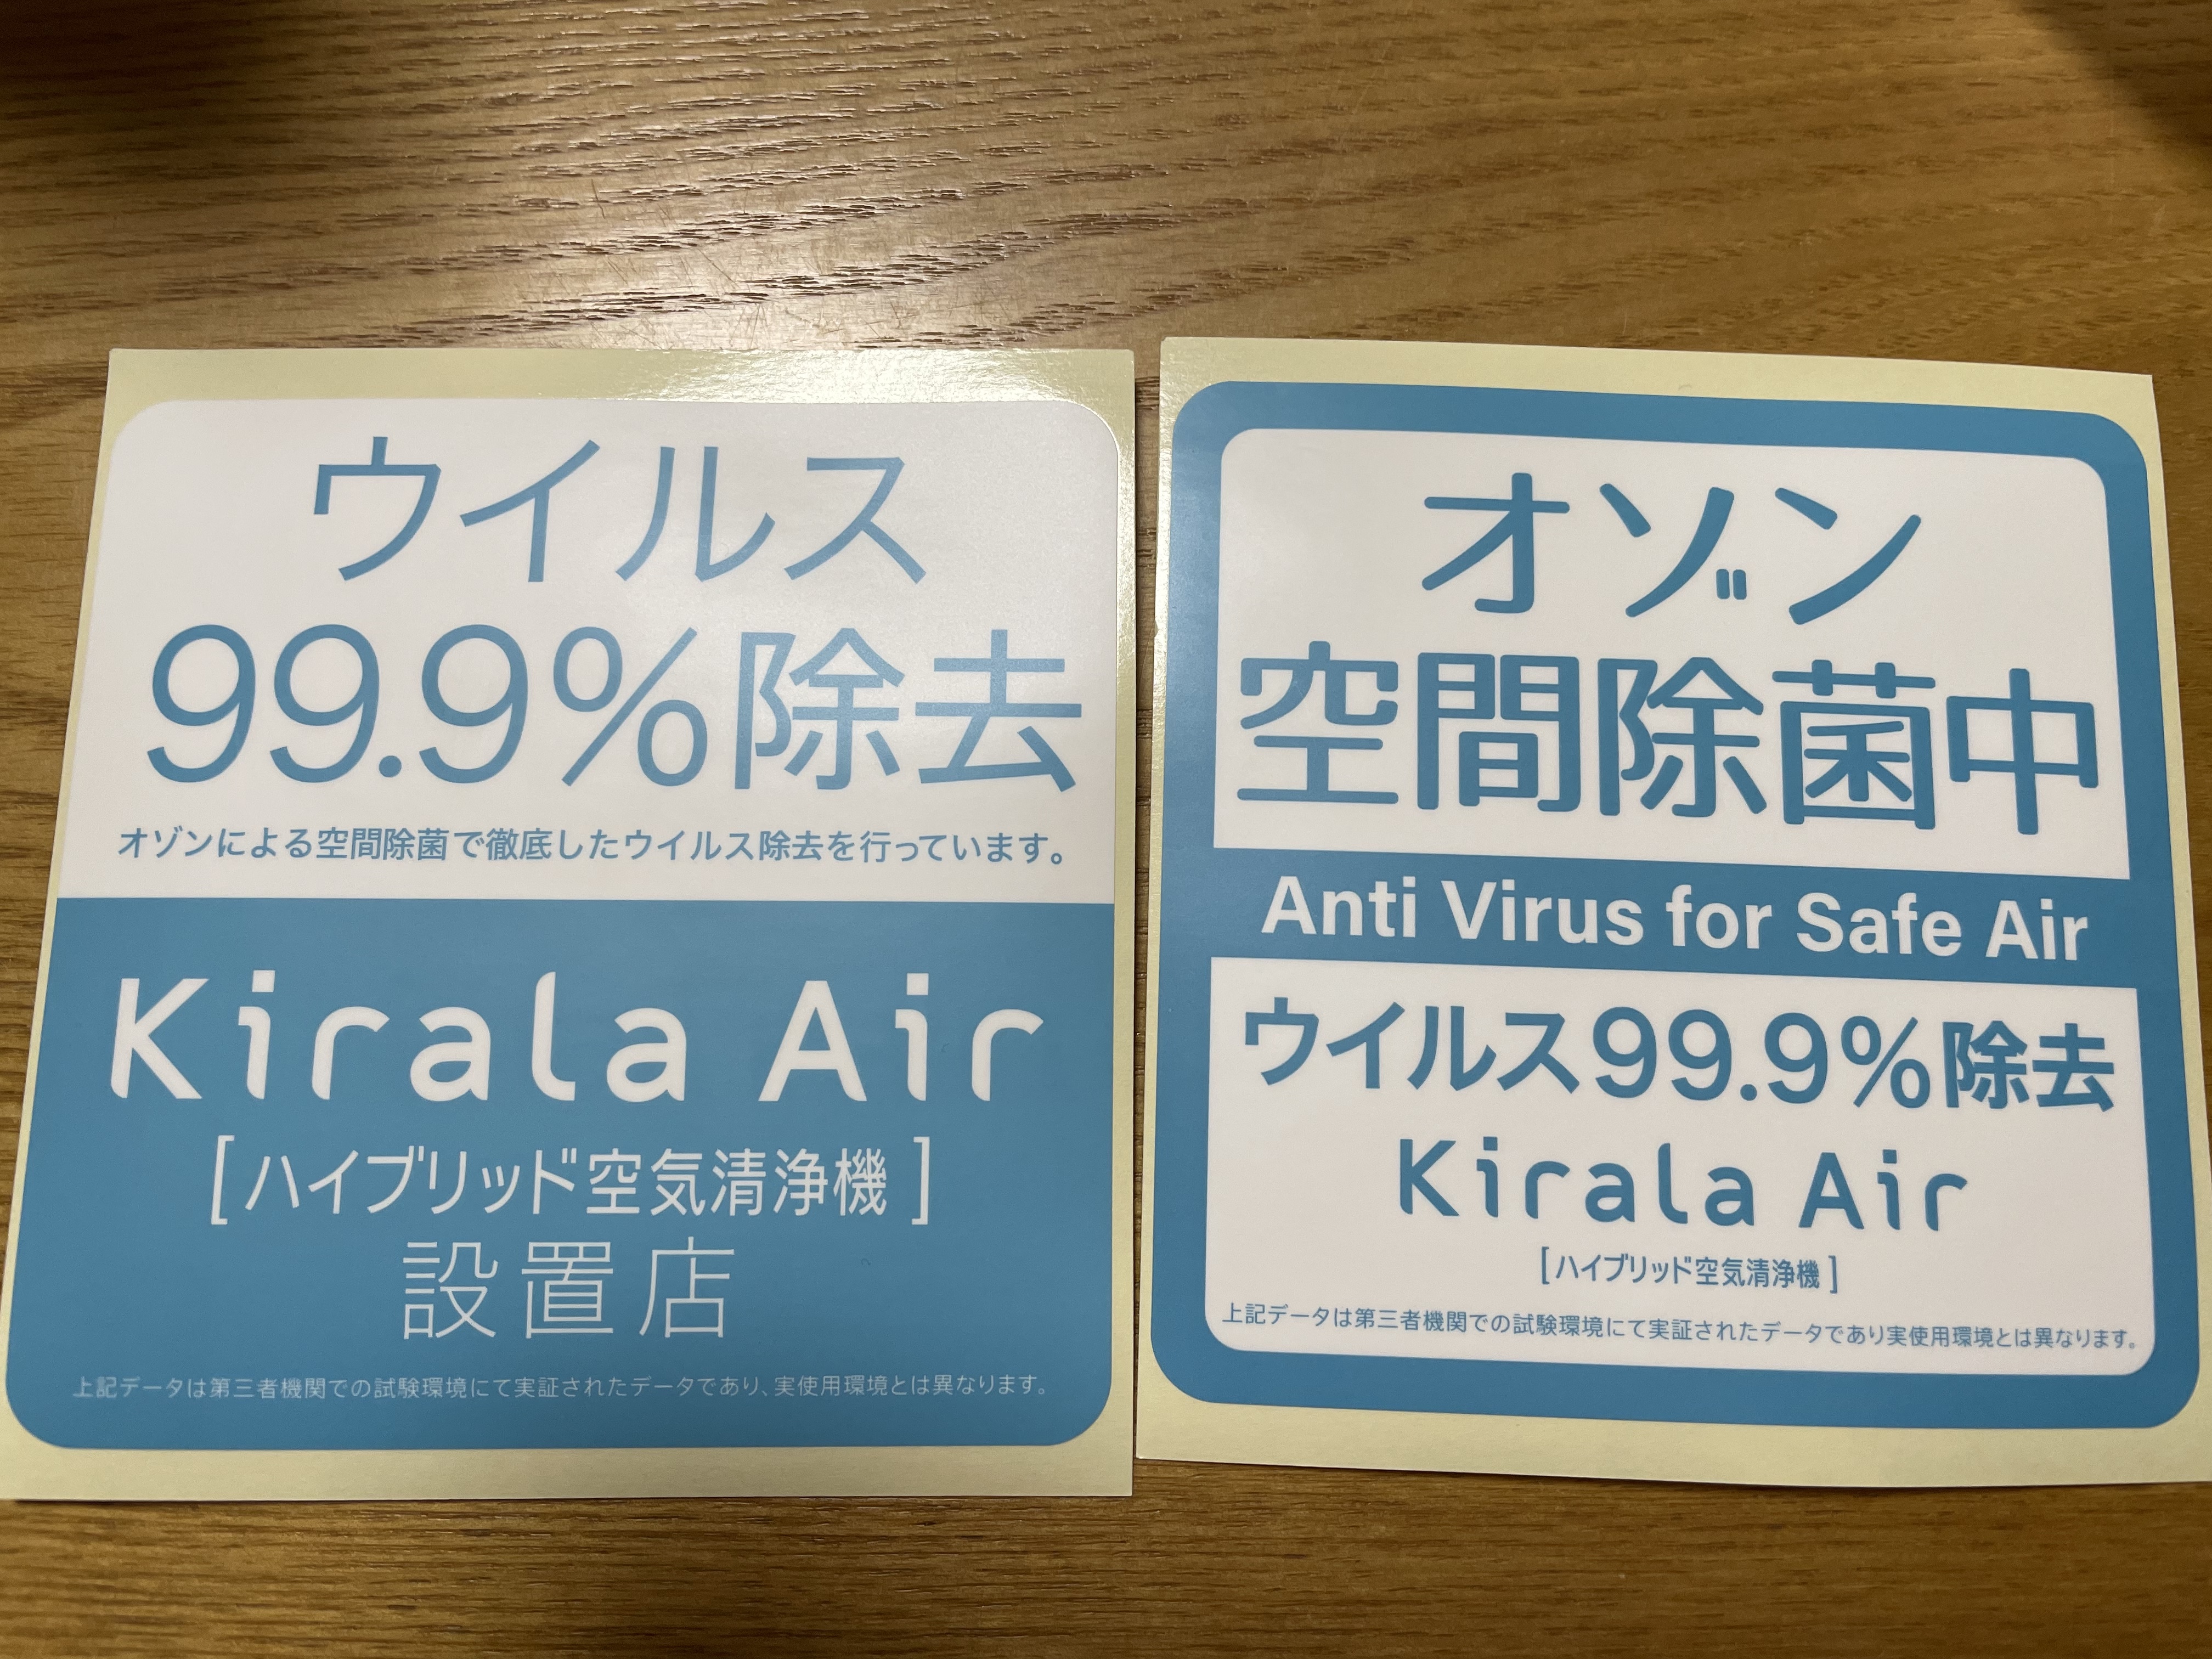 ウイルス
99.9%除去
オゾンによる空間除菌で徹底したウイルス除去を行っています。
Kirala Air
[ハイブリッド空気清浄機]
設置店
上記データは第三者機関での試験環境にて実証されたデータであり、実使用環境とは異なります。
オゾン
空間除菌中
Anti Virus for Safe Air
ウイルス99.9%除去
Kirala Air
[ハイブリッド空気清浄機]
上記データは第三者機関での試験環境にて実証されたデータであり実使用環境とは異なります。